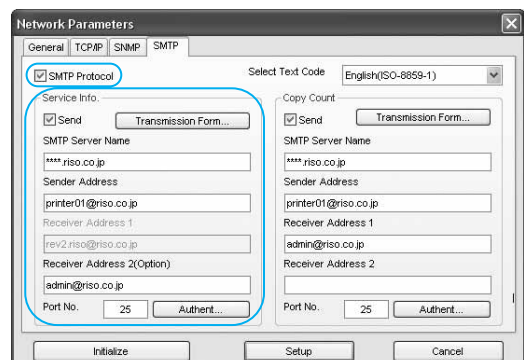 Network Parameters
General TCP/IP SNMP SMTP
SMTP Protocol
Select Text Code English(ISO-8859-1)
Service Info.
Send Transmission Form...
SMTP Server Name
****.riso.co.jp
Sender Address
printer01@riso.co.jp
Receiver Address 1
rev2.riso@riso.co.jp
Receiver Address 2(Option)
admin@riso.co.jp
Port No. 25 Authent...
Copy Count
Send Transmission Form...
SMTP Server Name
****.riso.co.jp
Sender Address
printer01@riso.co.jp
Receiver Address 1
admin@riso.co.jp
Receiver Address 2
Port No. 25 Authent...
Initialize Setup Cancel